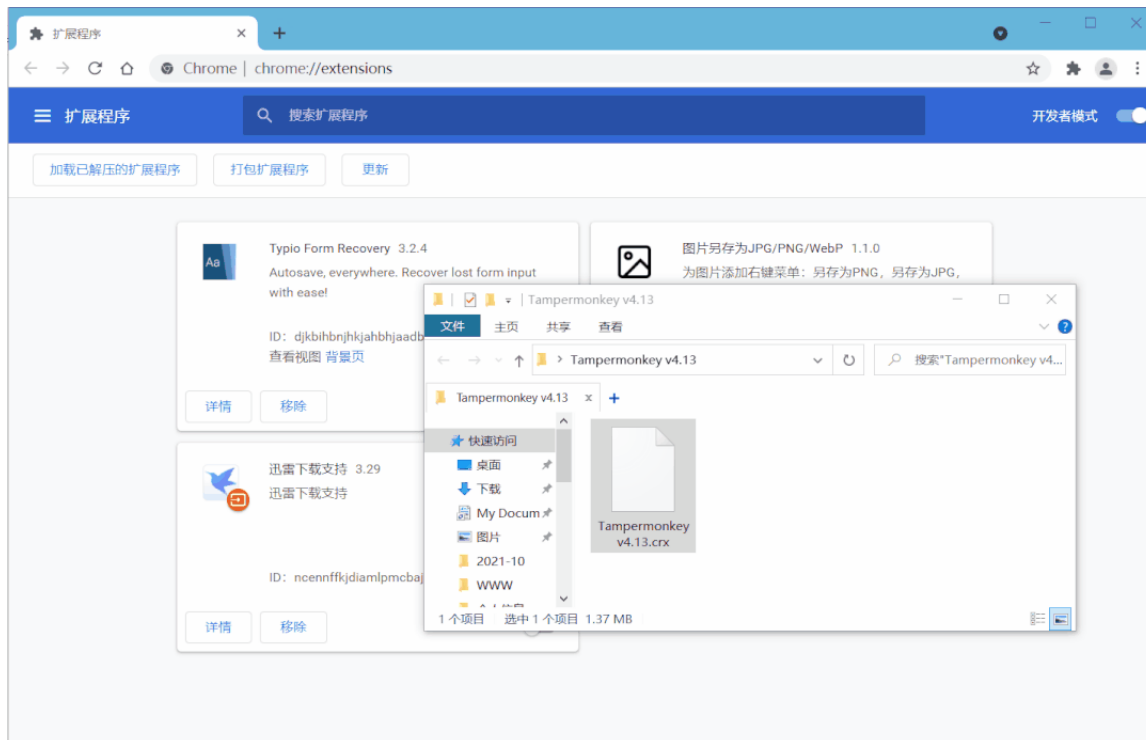 扩展程序
Chrome | chrome://extensions
扩展程序
搜索扩展程序
开发者模式
加载已解压的扩展程序
打包扩展程序
更新
Typio Form Recovery 3.2.4
Autosave, everywhere. Recover lost form input
with ease!
ID: djkbihbnjhkjahbhjaadb
查看视图 背景页
详情
移除
图片另存为JPG/PNG/WebP 1.1.0
为图片添加右键菜单：另存为PNG，另存为JPG，
迅雷下载支持 3.29
迅雷下载支持
ID: ncennffkjdiamlpmcbaj
详情
移除
Tampermonkey v4.13
文件
主页
共享
查看
Tampermonkey v4.13
搜索"Tampermonkey v4...
Tampermonkey v4.13
快速访问
桌面
下载
My Docum
图片
2021-10
WWW
Tampermonkey
v4.13.crx
1 个项目
选中 1 个项目 1.37 MB